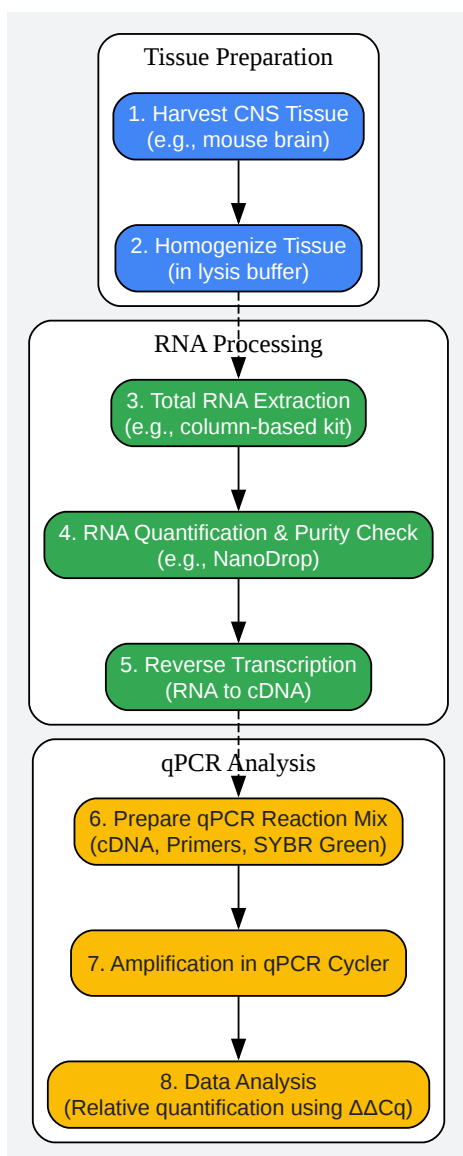 Tissue Preparation
1. Harvest CNS Tissue
(e.g., mouse brain)
2. Homogenize Tissue
(in lysis buffer)
RNA Processing
3. Total RNA Extraction
(e.g., column-based kit)
4. RNA Quantification & Purity Check
(e.g., NanoDrop)
5. Reverse Transcription
(RNA to cDNA)
qPCR Analysis
6. Prepare qPCR Reaction Mix
(cDNA, Primers, SYBR Green)
7. Amplification in qPCR Cycler
8. Data Analysis
(Relative quantification using ΔΔCq)